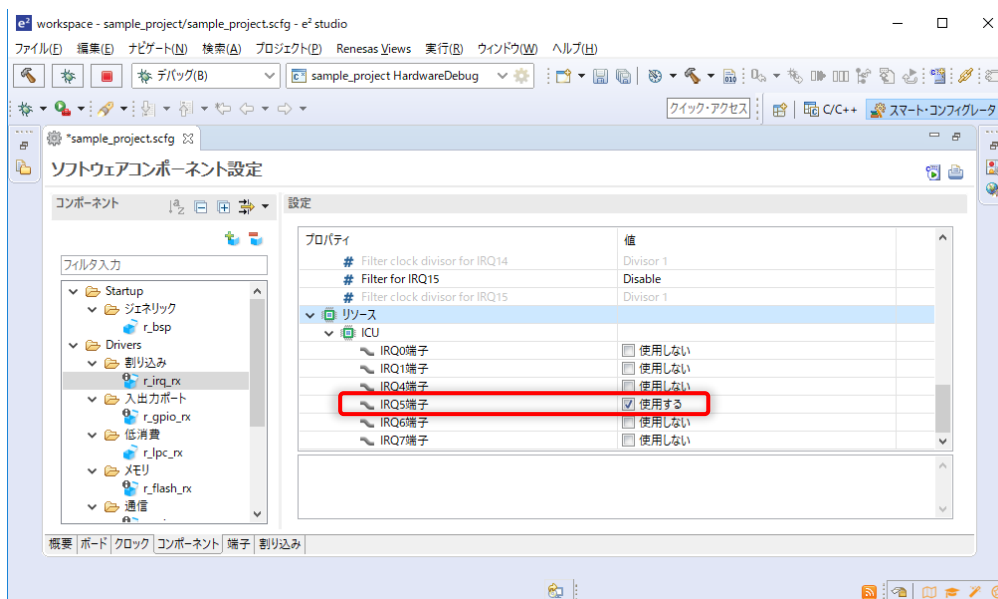 workspace - sample_project/sample_project.scfg - e² studio
ファイル(F) 編集(E) ナビゲート(N) 検索(A) プロジェクト(P) Renesas Views 実行(R) ウィンドウ(W) ヘルプ(H)
デバッグ(B) sample_project HardwareDebug
クイック・アクセス C/C++ スマート・コンフィグレータ
*sample_project.scfg
ソフトウェアコンポーネント設定
コンポーネント
設定
フィルタ入力
Startup
ジェネリック
r_bsp
Drivers
割り込み
r_irq_rx
入出力ポート
r_gpio_rx
低消費
r_lpc_rx
メモリ
r_flash_rx
通信
プロパティ 値
# Filter clock divisor for IRQ14 Divisor 1
# Filter for IRQ15 Disable
# Filter clock divisor for IRQ15 Divisor 1
リソース
ICU
IRQ0端子 使用しない
IRQ1端子 使用しない
IRQ4端子 使用しない
IRQ5端子 使用する
IRQ6端子 使用しない
IRQ7端子 使用しない
概要 ボード クロック コンポーネント 端子 割り込み